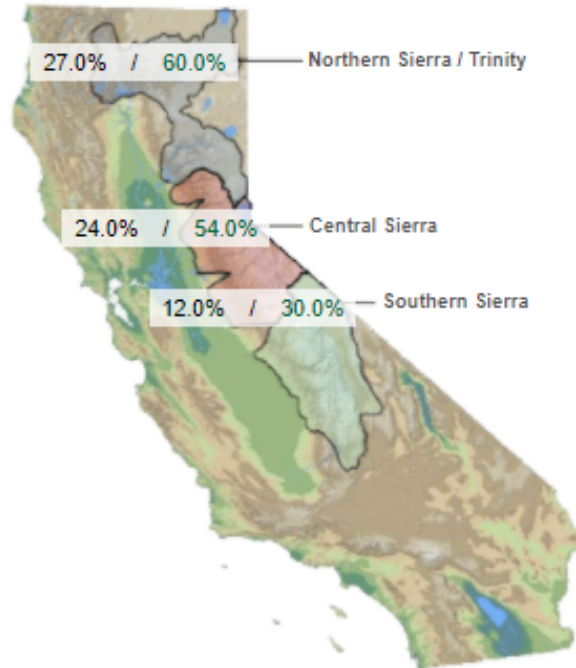 27.0% / 60.0% Northern Sierra / Trinity
24.0% / 54.0% Central Sierra
12.0% / 30.0% Southern Sierra